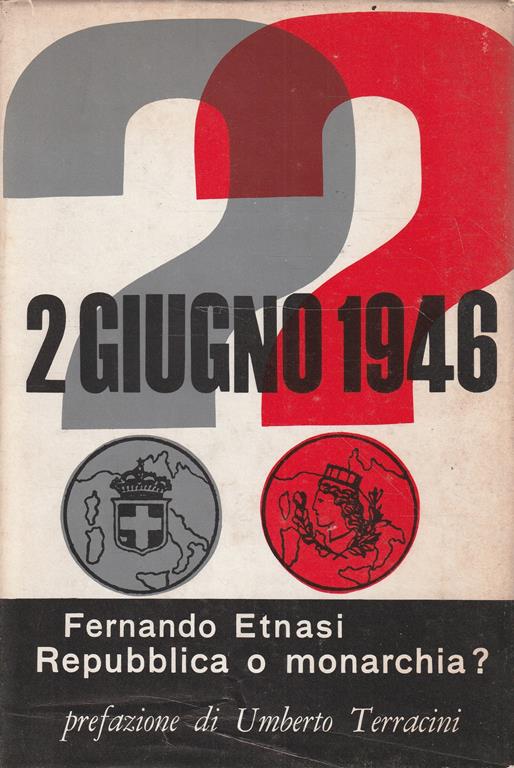 ??
2 GIUGNO 1946
Fernando Etnasi
Repubblica o monarchia?
prefazione di Umberto Terracini